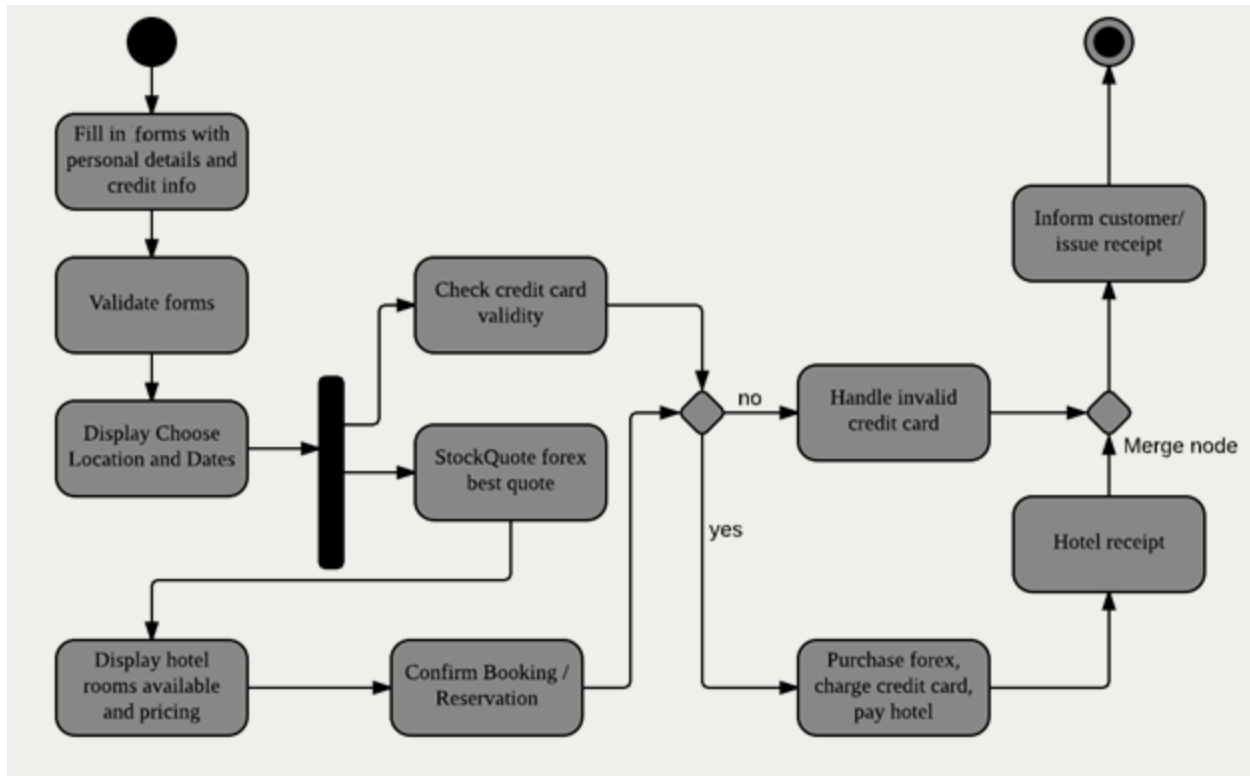 Fill in forms with
personal details and
credit info
Validate forms
Display Choose
Location and Dates
Check credit card
validity
StockQuote forex
best quote
Display hotel
rooms available
and pricing
Confirm Booking /
Reservation
no
yes
Handle invalid
credit card
Purchase forex,
charge credit card,
pay hotel
Hotel receipt
Merge node
Inform customer/
issue receipt